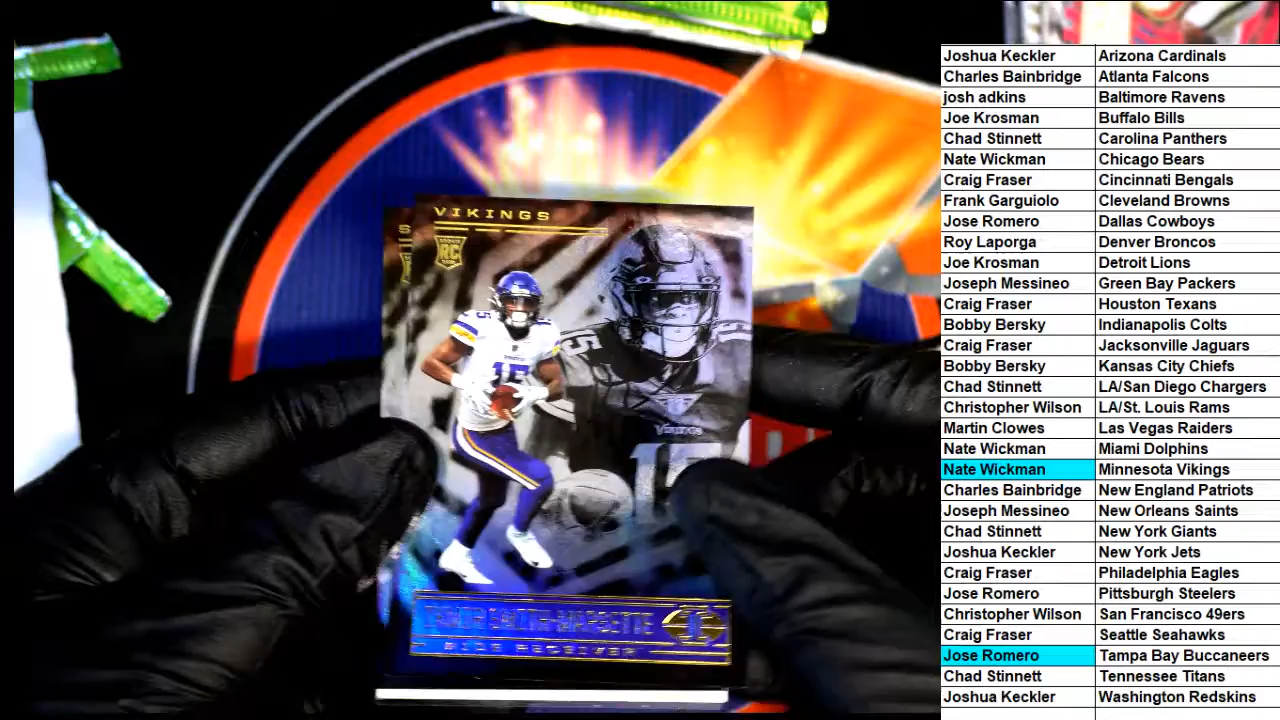 VIKINGS
RC
15
WIDE RECEIVER
Joshua Keckler Arizona Cardinals
Charles Bainbridge Atlanta Falcons
josh adkins Baltimore Ravens
Joe Krosman Buffalo Bills
Chad Stinnett Carolina Panthers
Nate Wickman Chicago Bears
Craig Fraser Cincinnati Bengals
Frank Garguiolo Cleveland Browns
Jose Romero Dallas Cowboys
Roy Laporga Denver Broncos
Joe Krosman Detroit Lions
Joseph Messineo Green Bay Packers
Craig Fraser Houston Texans
Bobby Bersky Indianapolis Colts
Craig Fraser Jacksonville Jaguars
Bobby Bersky Kansas City Chiefs
Chad Stinnett LA/San Diego Chargers
Christopher Wilson LA/St. Louis Rams
Martin Clowes Las Vegas Raiders
Nate Wickman Miami Dolphins
Nate Wickman Minnesota Vikings
Charles Bainbridge New England Patriots
Joseph Messineo New Orleans Saints
Chad Stinnett New York Giants
Joshua Keckler New York Jets
Craig Fraser Philadelphia Eagles
Jose Romero Pittsburgh Steelers
Christopher Wilson San Francisco 49ers
Craig Fraser Seattle Seahawks
Jose Romero Tampa Bay Buccaneers
Chad Stinnett Tennessee Titans
Joshua Keckler Washington Redskins